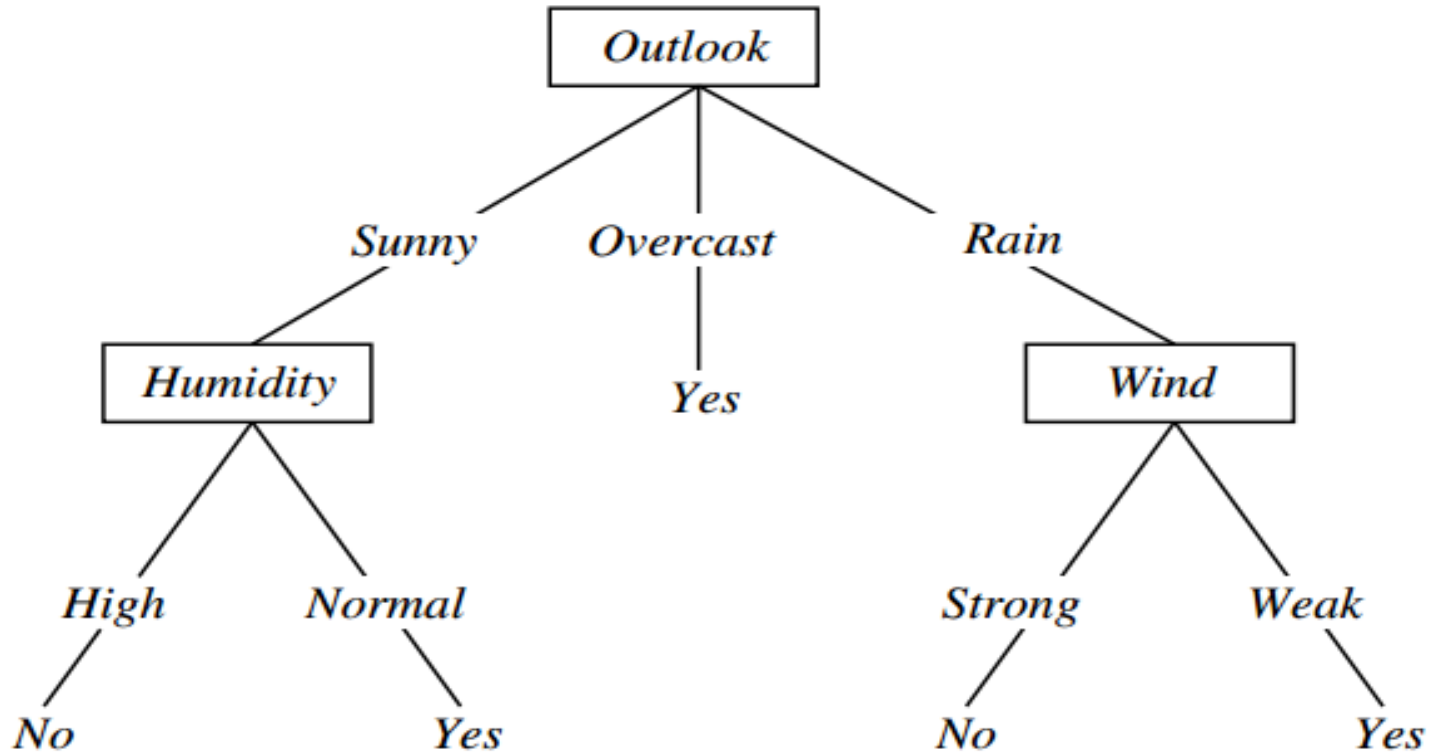 Outlook
Sunny Overcast Rain
Humidity Yes Wind
High Normal Strong Weak
No Yes No Yes